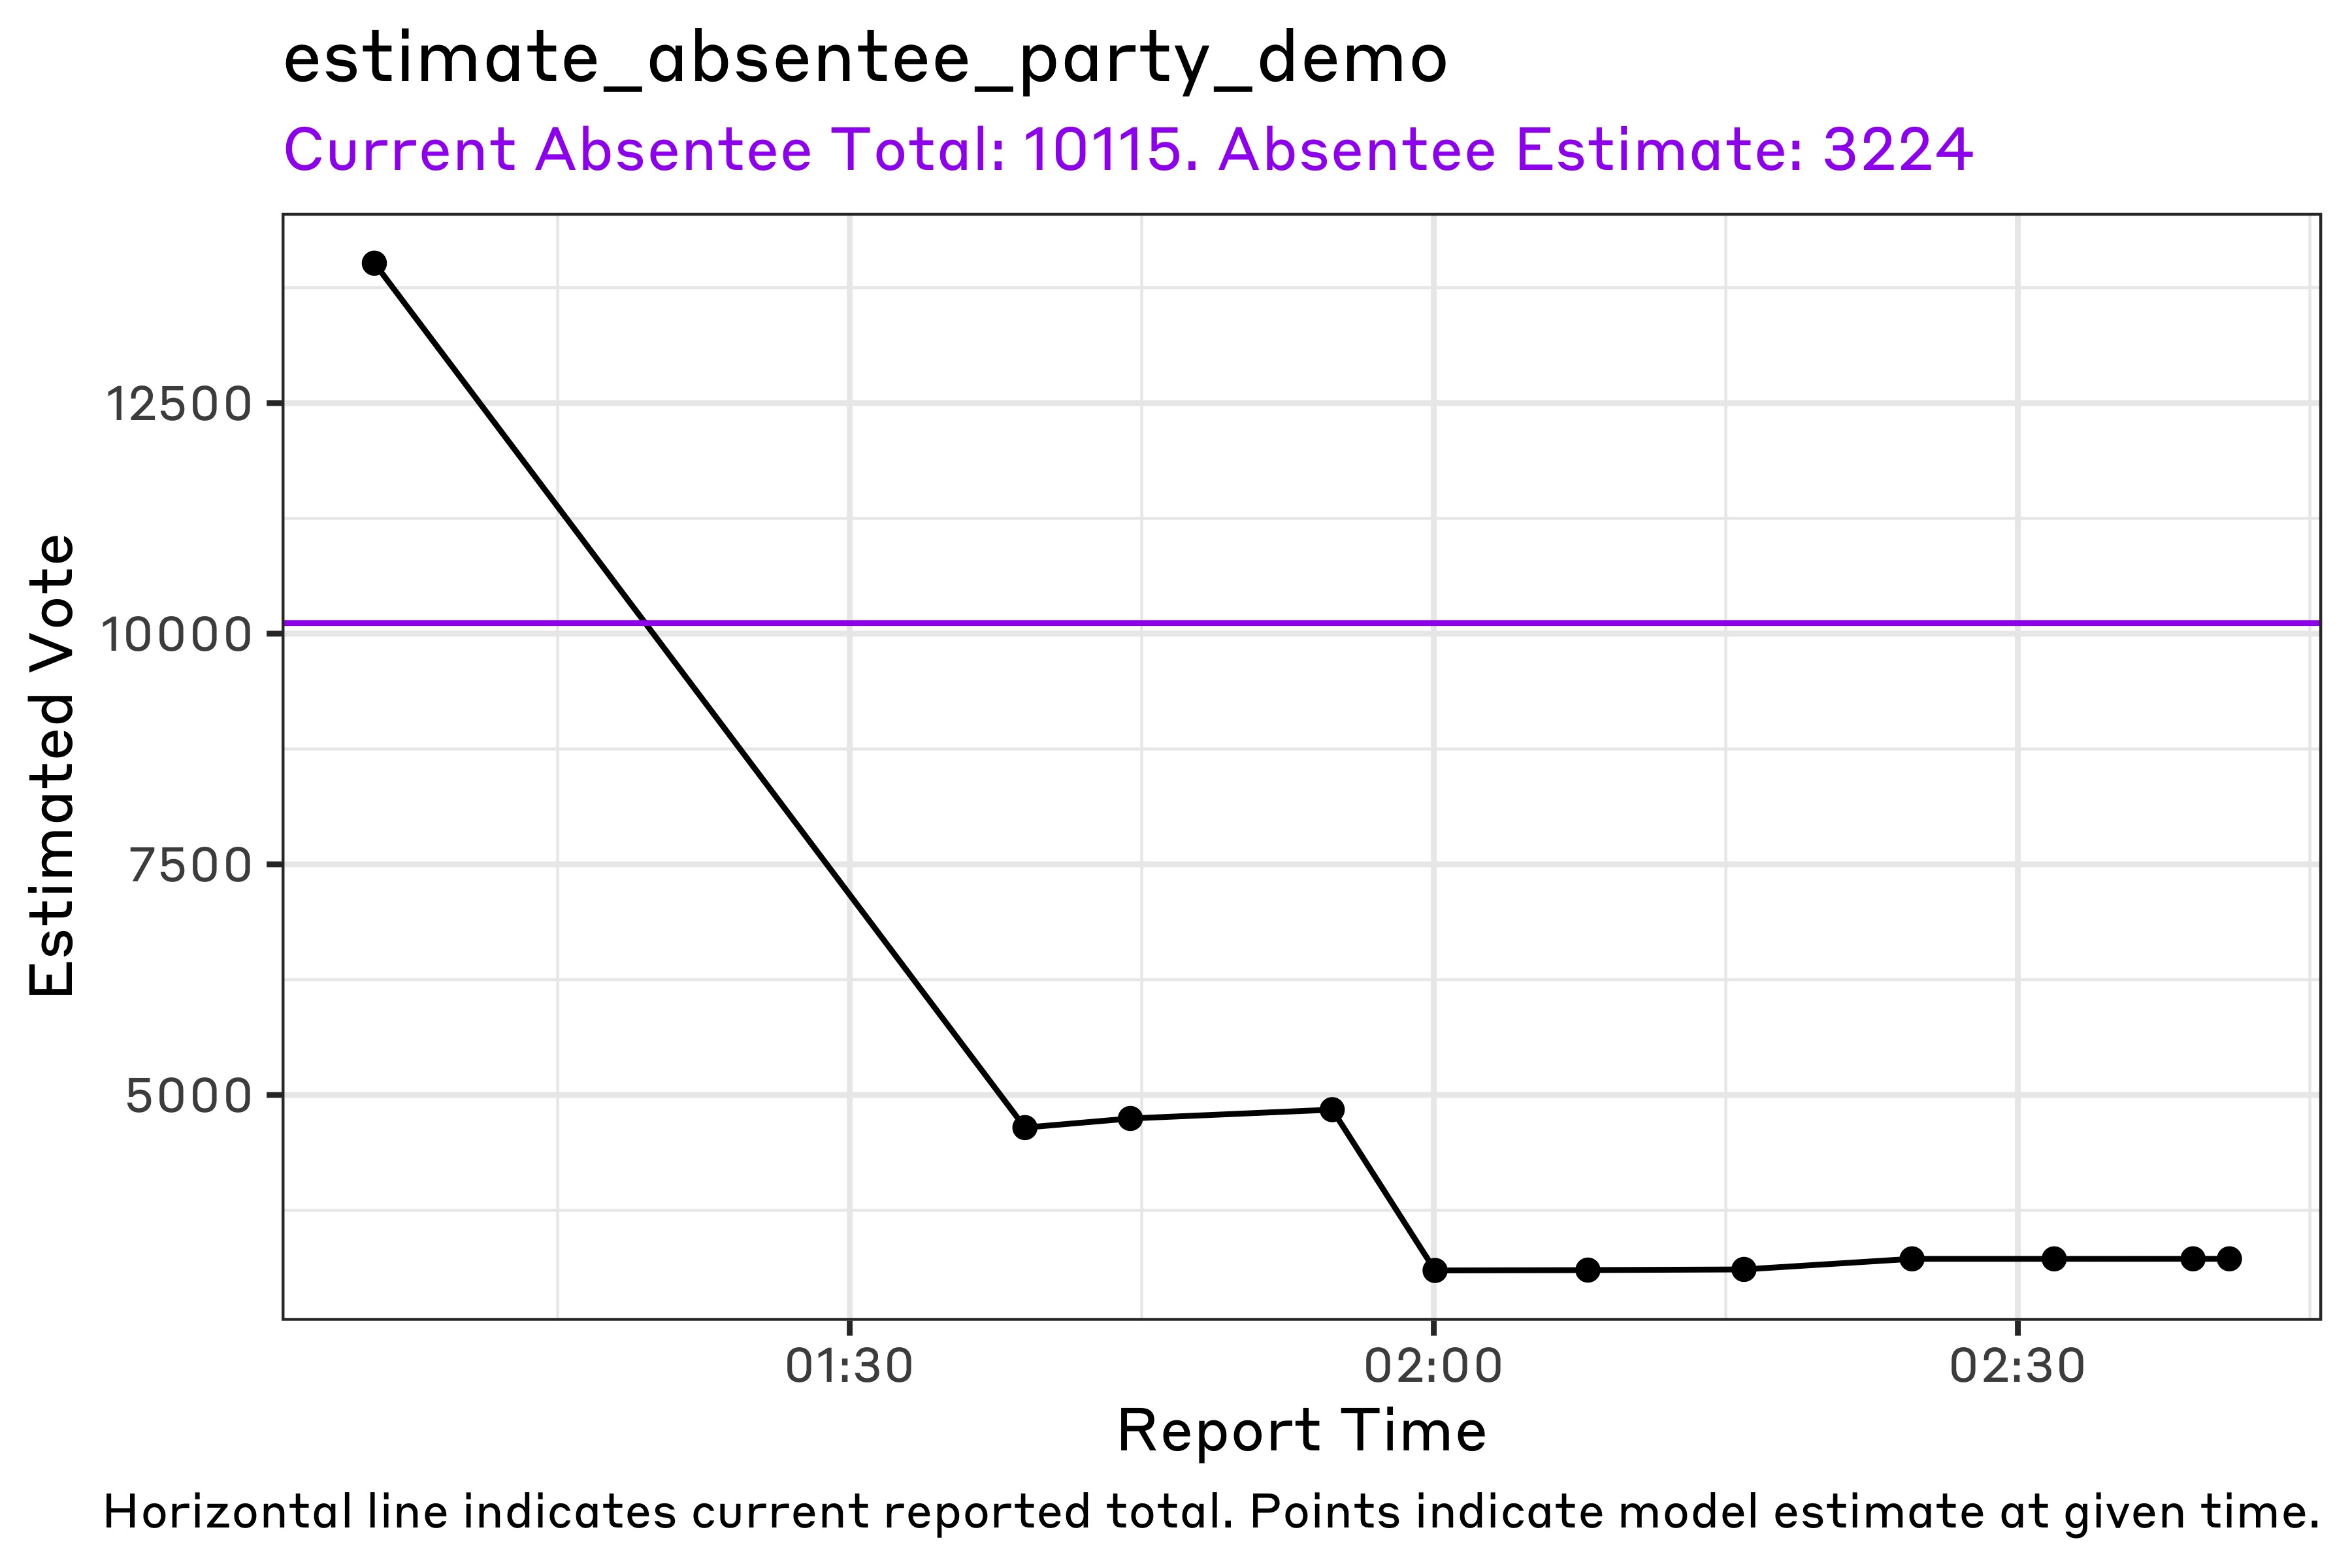 estimate_absentee_party_demo
Current Absentee Total: 10115. Absentee Estimate: 3224
Estimated Vote
12500
10000
7500
5000
01:30
02:00
02:30
Report Time
Horizontal line indicates current reported total. Points indicate model estimate at given time.